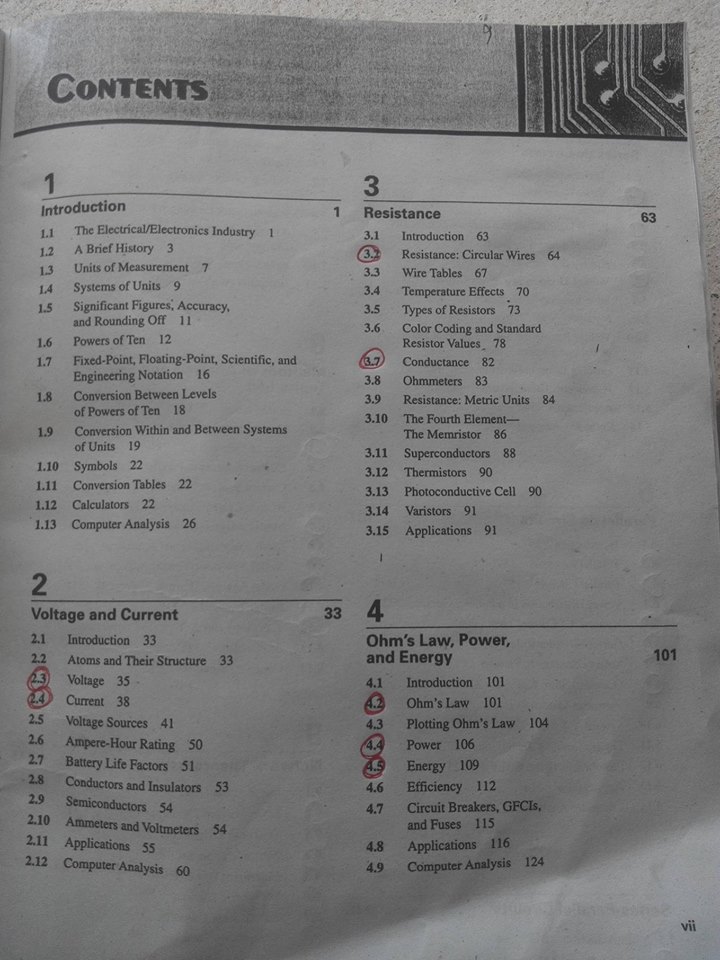 CONTENTS
1
Introduction 1
1.1 The Electrical/Electronics Industry 1
1.2 A Brief History 3
1.3 Units of Measurement 7
1.4 Systems of Units 9
1.5 Significant Figures, Accuracy,
and Rounding Off 11
1.6 Powers of Ten 12
1.7 Fixed-Point, Floating-Point, Scientific, and
Engineering Notation 16
1.8 Conversion Between Levels
of Powers of Ten 18
1.9 Conversion Within and Between Systems
of Units 19
1.10 Symbols 22
1.11 Conversion Tables 22
1.12 Calculators 22
1.13 Computer Analysis 26
2
Voltage and Current 33
2.1 Introduction 33
2.2 Atoms and Their Structure 33
2.3 Voltage 35
2.4 Current 38
2.5 Voltage Sources 41
2.6 Ampere-Hour Rating 50
2.7 Battery Life Factors 51
2.8 Conductors and Insulators 53
2.9 Semiconductors 54
2.10 Ammeters and Voltmeters 54
2.11 Applications 55
2.12 Computer Analysis 60
3
Resistance 63
3.1 Introduction 63
3.2 Resistance: Circular Wires 64
3.3 Wire Tables 67
3.4 Temperature Effects 70
3.5 Types of Resistors 73
3.6 Color Coding and Standard
Resistor Values 78
3.7 Conductance 82
3.8 Ohmmeters 83
3.9 Resistance: Metric Units 84
3.10 The Fourth Element—
The Memristor 86
3.11 Superconductors 88
3.12 Thermistors 90
3.13 Photoconductive Cell 90
3.14 Varistors 91
3.15 Applications 91
4
Ohm's Law, Power,
and Energy 101
4.1 Introduction 101
4.2 Ohm's Law 101
4.3 Plotting Ohm's Law 104
4.4 Power 106
4.5 Energy 109
4.6 Efficiency 112
4.7 Circuit Breakers, GFCIs,
and Fuses 115
4.8 Applications 116
4.9 Computer Analysis 124
vii